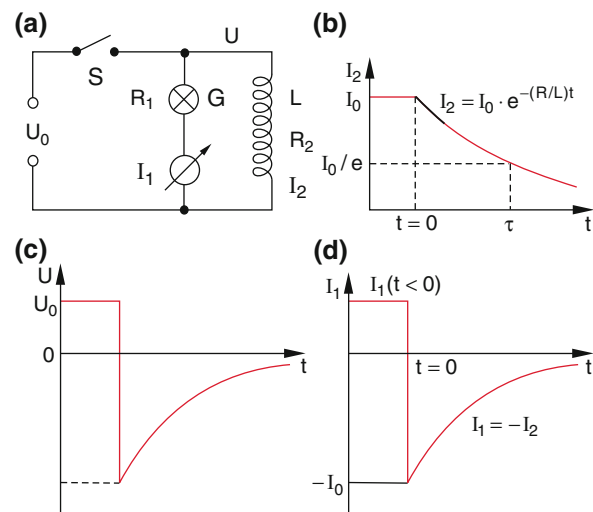 (a)
U
S
R₁
G
L
U₀
R₂
I₁
I₂
(b)
I₂
I₀
I₂ = I₀ · e^{-(R/L)t}
I₀/e
t = 0
τ
t
(c)
U
U₀
0
t
(d)
I₁
I₁(t < 0)
t
t = 0
I₁ = -I₂
-I₀